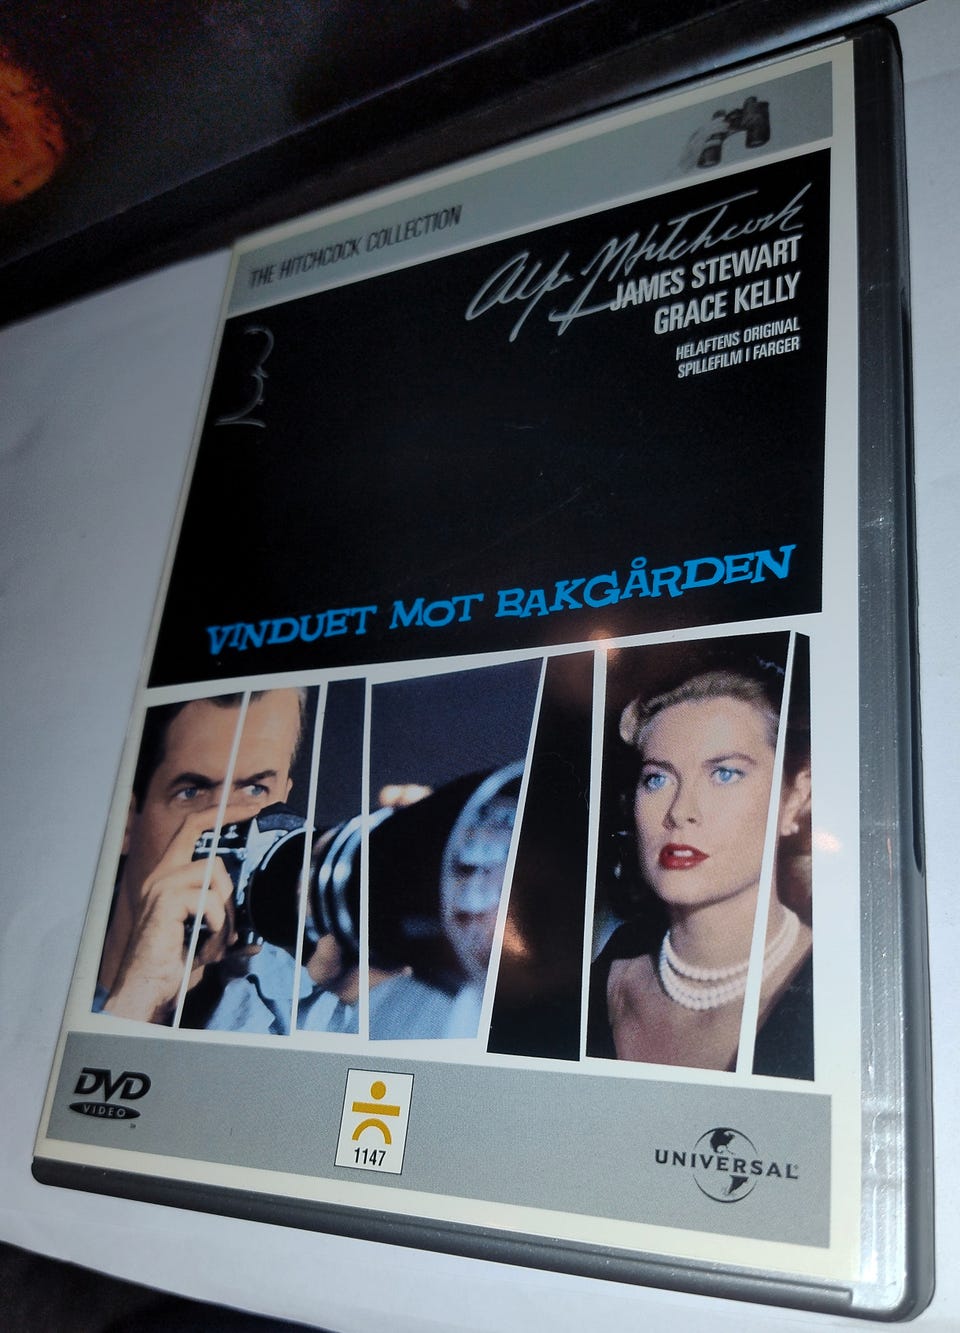 THE HITCHCOCK COLLECTION
Alfred Hitchcock
JAMES STEWART
GRACE KELLY
HELAFTENS ORIGINAL
SPILLEFILM I FARGER
VINDUET MOT BAKGÅRDEN
DVD
VIDEO
1147
UNIVERSAL